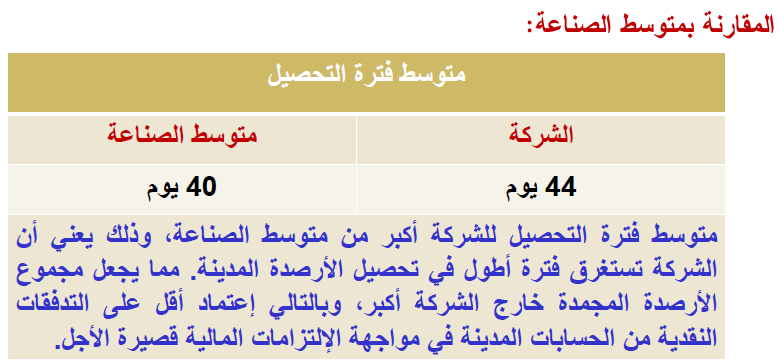 المقارنة بمتوسط الصناعة:
متوسط فترة التحصيل
الشركة متوسط الصناعة
44 يوم 40 يوم
متوسط فترة التحصيل للشركة أكبر من متوسط الصناعة، وذلك يعني أن
الشركة تستغرق فترة أطول في تحصيل الأرصدة المدينة. مما يجعل مجموع
الأرصدة المجمدة خارج الشركة أكبر، وبالتالي إعتماد أقل على التدفقات
النقدية من الحسابات المدينة في مواجهة الإلتزامات المالية قصيرة الأجل.